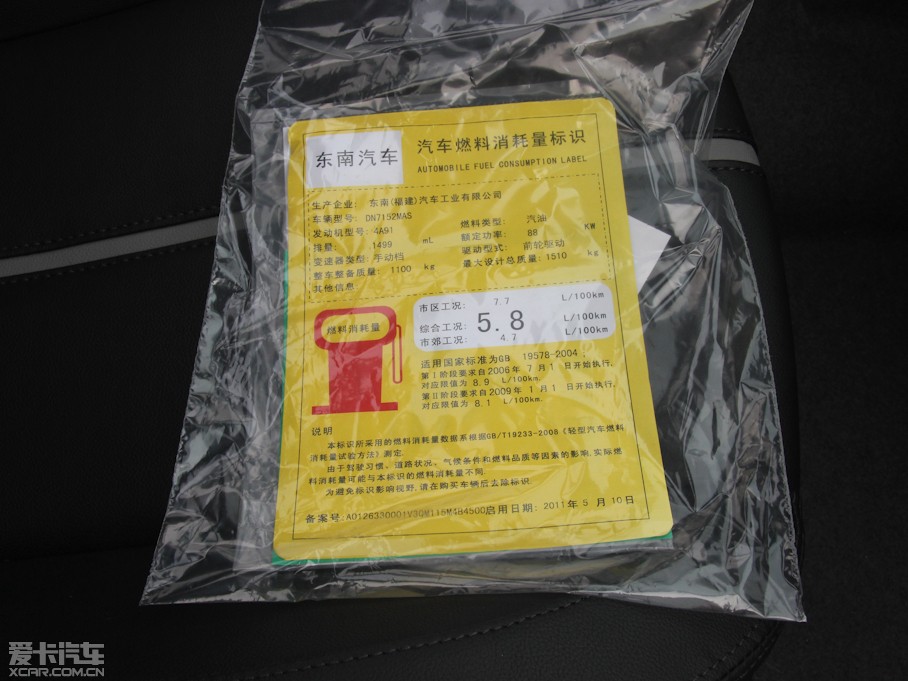 东南汽车
汽车燃料消耗量标识
AUTOMOBILE FUEL CONSUMPTION LABEL
生产企业: 东南(福建)汽车工业有限公司
车辆型号: DN7152MAS
发动机型号: 4A91 燃料类型: 汽油
排量: 1499 mL 额定功率: 88 KW
变速器类型: 手动档 驱动型式: 前轮驱动
整车整备质量: 1100 kg 最大设计总质量: 1510 kg
其他信息
燃料消耗量
市区工况: 7.7 L/100km
综合工况: 5.8 L/100km
市郊工况: 4.7 L/100km
适用国家标准为GB 19578-2004;
第Ⅰ阶段要求自2006年 7月 1 日开始执行,
对应限值为 8.9 L/100km.
第Ⅱ阶段要求自2009年 1月 1 日开始执行,
对应限值为 8.1 L/100km.
说明
本标识所采用的燃料消耗量数据系根据GB/T19233-2008《轻型汽车燃料
消耗量试验方法》测定.
由于驾驶习惯、道路状况、气候条件和燃料品质等因素的影响,实际燃
料消耗量可能与本标识的燃料消耗量不同.
为避免标识影响视野,请在购买车辆后去除标识.
备案号: 启用日期: 2011年 5 月 10日
爱卡汽车
XCAR.COM.CN